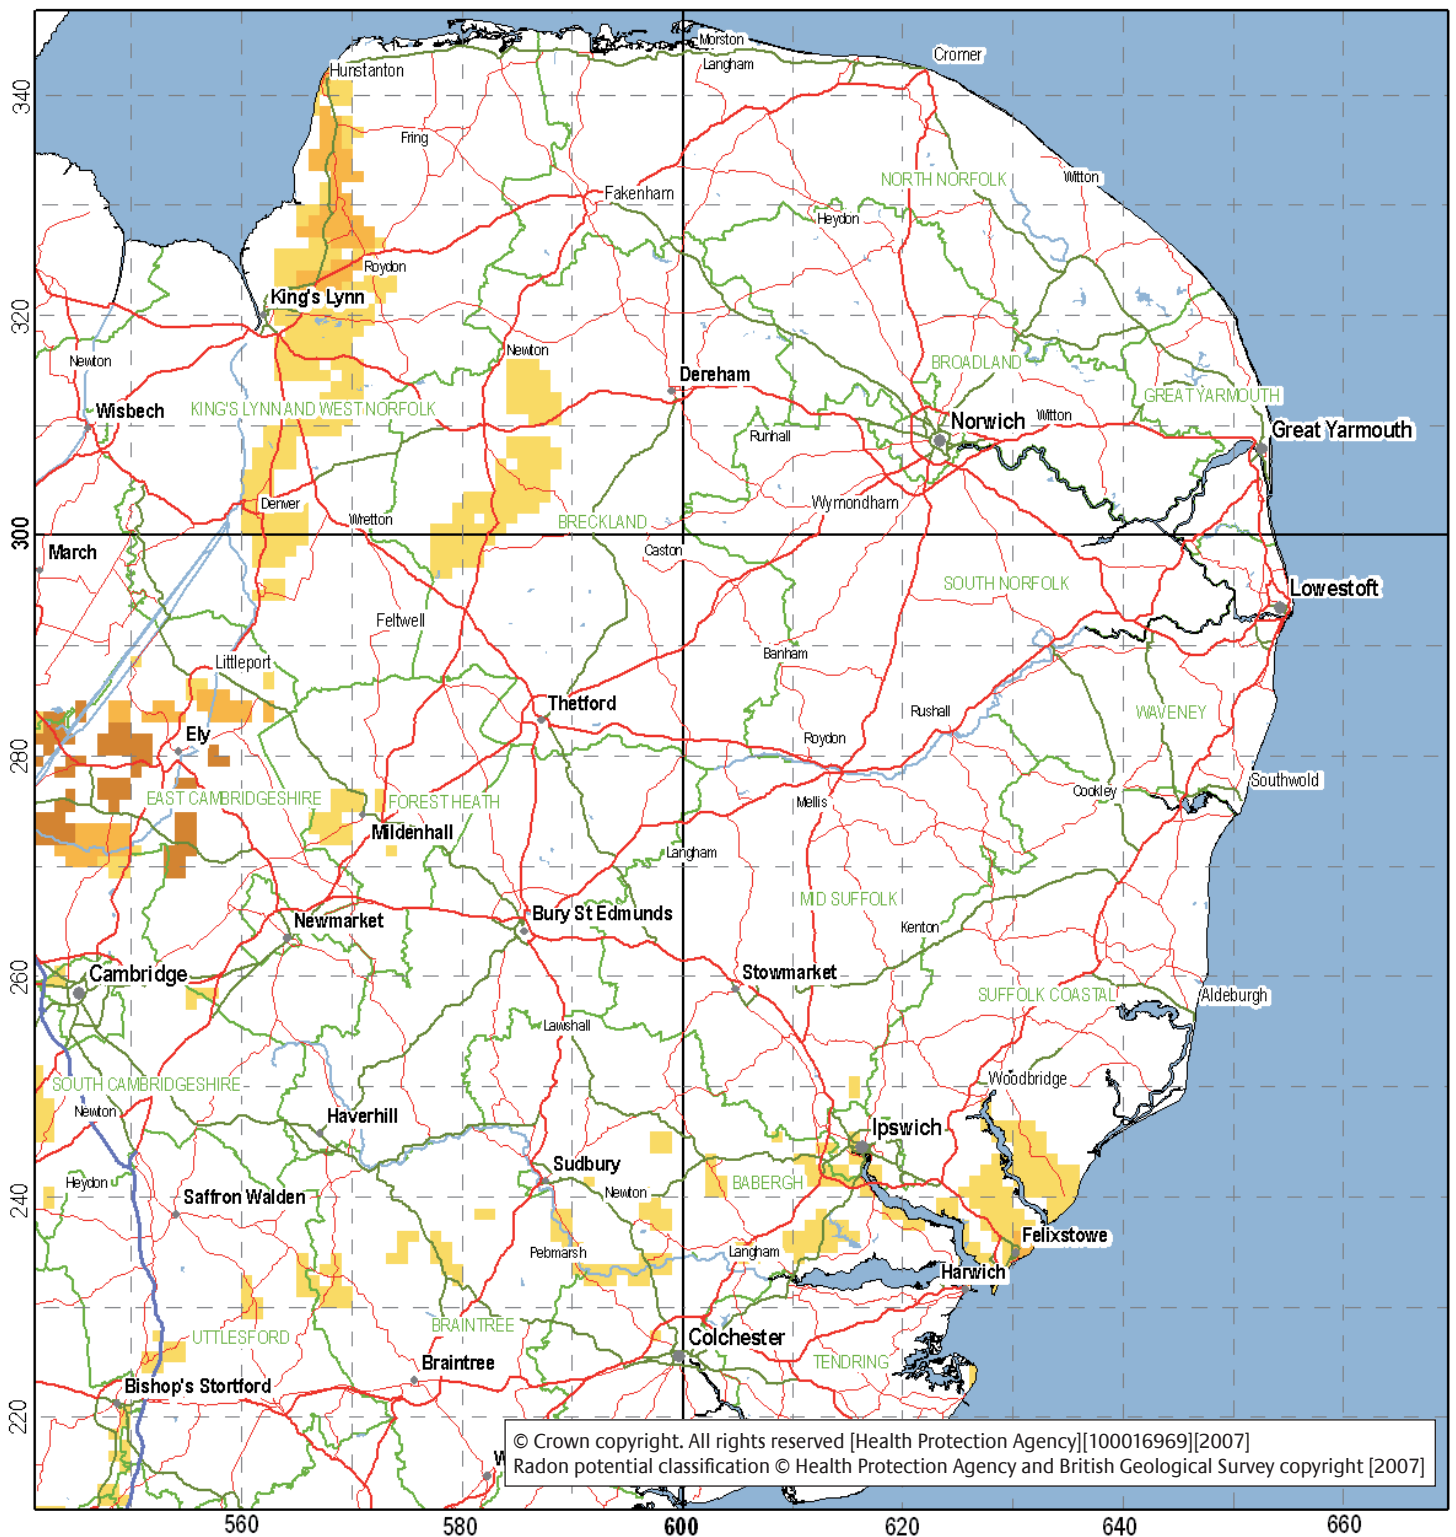 Morston
Cromer
Langham
Hunstanton
340
Fring
NORTH NORFOLK
Witton
Fakenham
Heydon
Roydon
King's Lynn
320
Newton
Newton
BROADLAND
Dereham
KING'S LYNN AND WEST NORFOLK
GREAT YARMOUTH
Wisbech
Norwich
Witton
Great Yarmouth
Runhall
Denver
Wymondham
Wretton
BRECKLAND
300
March
Caston
SOUTH NORFOLK
Lowestoft
Feltwell
Banham
Littleport
Thetford
Rushall
WAVENEY
Ely
Roydon
280
Southwold
EAST CAMBRIDGESHIRE
FOREST HEATH
Mellis
Cookley
Mildenhall
Langham
MID SUFFOLK
Newmarket
Bury St Edmunds
Kenton
260
Cambridge
Stowmarket
SUFFOLK COASTAL
Aldeburgh
Lawshall
SOUTH CAMBRIDGESHIRE
Woodbridge
Newton
Haverhill
Ipswich
Sudbury
Heydon
BABERGH
240
Saffron Walden
Newton
Felixstowe
Pebmarsh
Langham
Harwich
UTTLESFORD
BRAINTREE
Colchester
Braintree
TENDRING
Bishop's Stortford
220
© Crown copyright. All rights reserved [Health Protection Agency][100016969][2007]
W
Radon potential classification © Health Protection Agency and British Geological Survey copyright [2007]
560 580 600 620 640 660